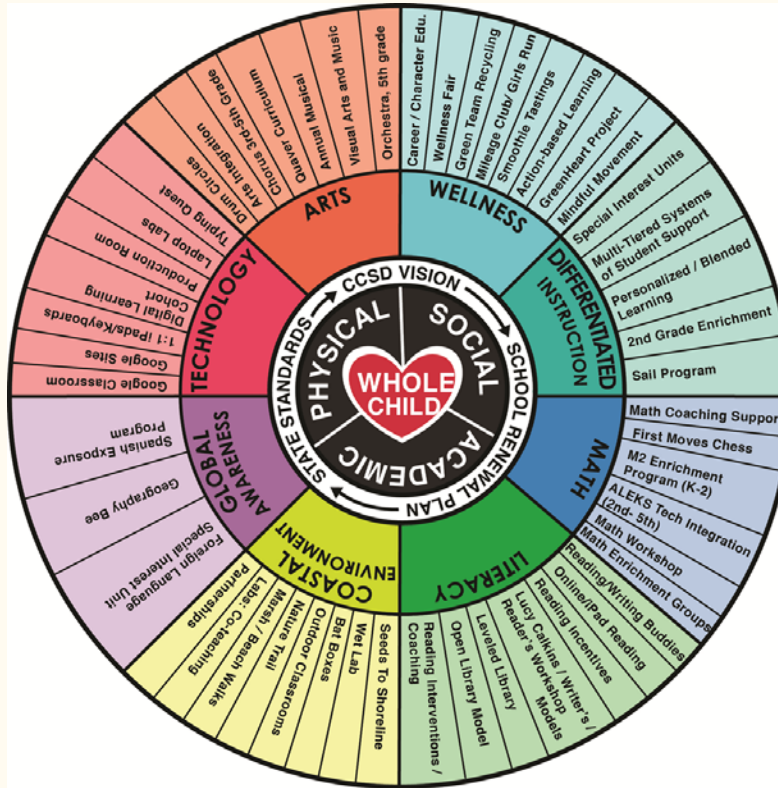 WHOLE
CHILD
PHYSICAL
SOCIAL
ACADEMIC
CCSD VISION
SCHOOL RENEWAL PLAN
STATE STANDARDS
ARTS
Drum Circles
Arts Integration
Chorus 3rd-5th Grade
Quaver Curriculum
Annual Musical
Visual Arts and Music
Orchestra, 5th grade
WELLNESS
Career / Character Edu.
Wellness Fair
Green Team Recycling
Mileage Club/ Girls Run
Smoothie Tastings
Action-based Learning
GreenHeart Project
Mindful Movement
DIFFERENTIATED
INSTRUCTION
Special Interest Units
Multi-Tiered Systems
of Student Support
Personalized / Blended
Learning
2nd Grade Enrichment
Sail Program
MATH
Math Coaching Support
First Moves Chess
M2 Enrichment
Program (K-2)
ALEKS Tech Integration
(2nd- 5th)
Math Workshop
Math Enrichment Groups
LITERACY
Reading/Writing Buddies
Online/iPad Reading
Reading Incentives
Lucy Calkins / Writer's /
Reader's Workshop
Models
Leveled Library
Open Library Model
Reading Interventions /
Coaching
COASTAL
ENVIRONMENT
Seeds To Shoreline
Wet Lab
Bat Boxes
Outdoor Classrooms
Nature Trail
Marsh / Beach Walks
Labs: Co-teaching
Partnerships
GLOBAL
AWARENESS
Foreign Language
Special Interest Unit
Geography Bee
Spanish Exposure
Program
TECHNOLOGY
Google Classroom
Google Sites
1:1 iPads/Keyboards
Digital Learning
Cohort
Production Room
Laptop Labs
Typing Quest